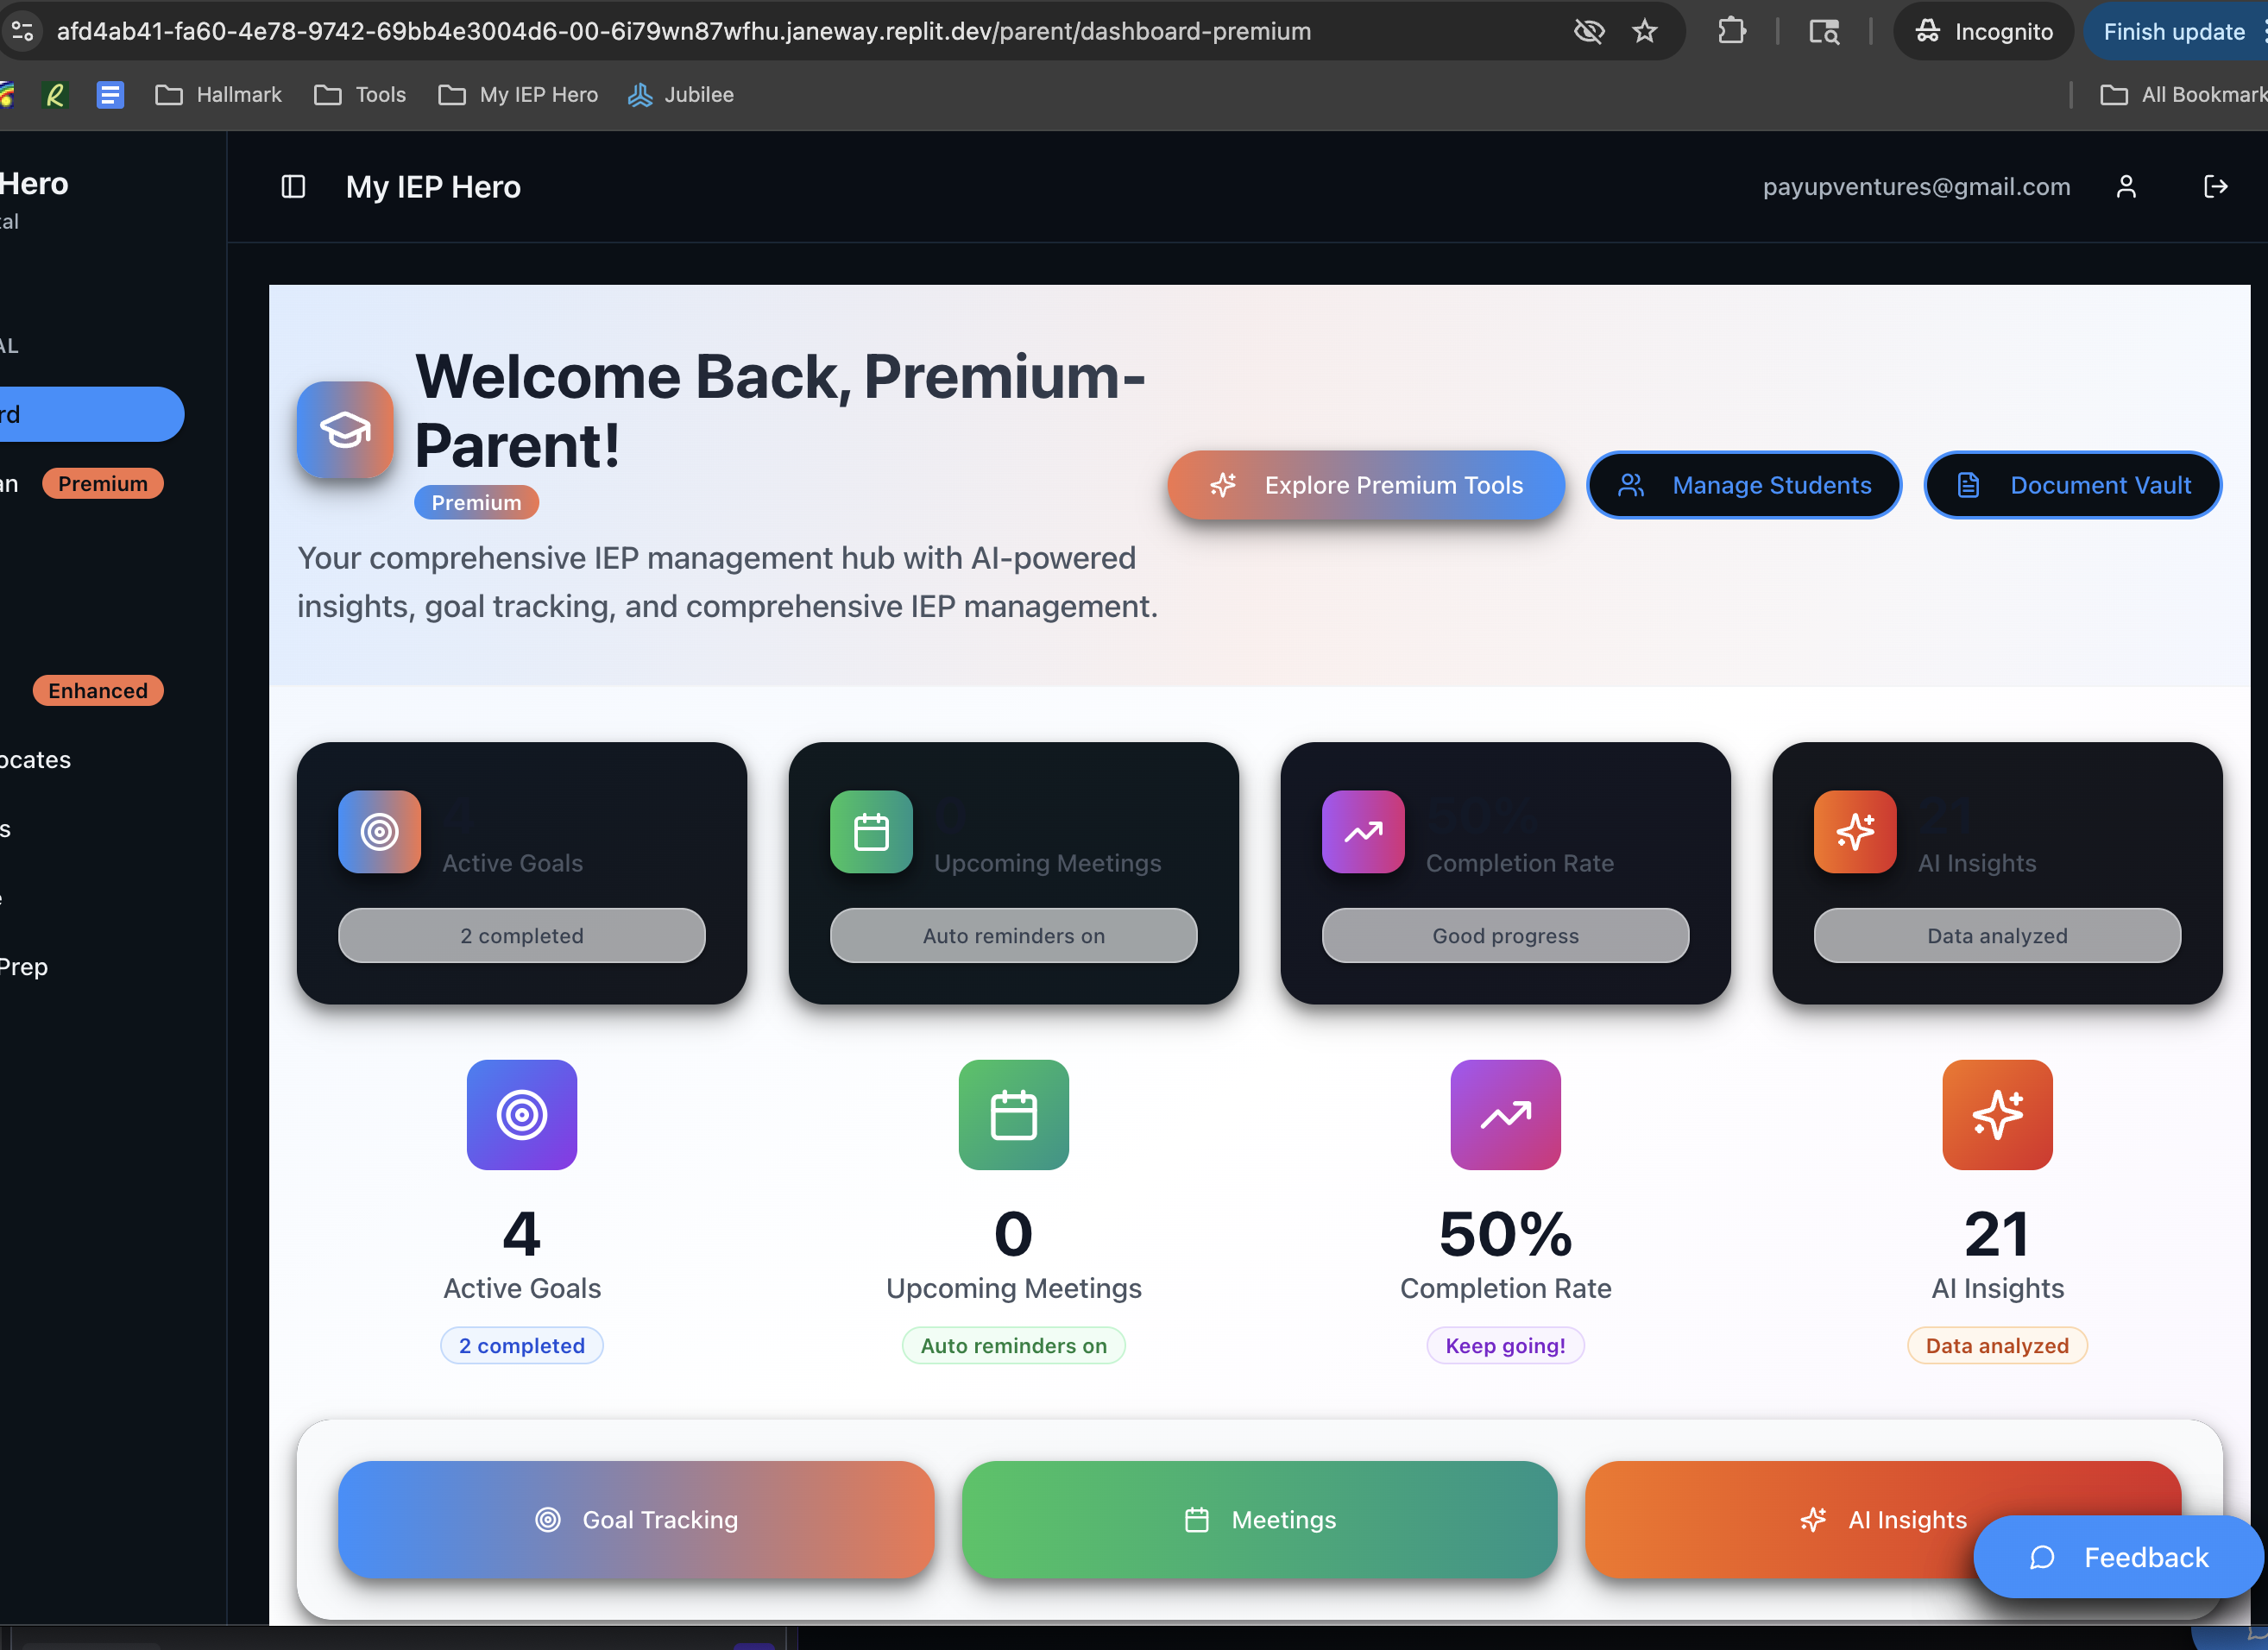 afd4ab41-fa60-4e78-9742-69bb4e3004d6-00-6i79wn87wfhu.janeway.replit.dev/parent/dashboard-premium
Incognito
Finish update
Hallmark
Tools
My IEP Hero
Jubilee
All Bookmark
Hero
tal
AL
rd
an
Premium
Enhanced
ocates
s
e
Prep
My IEP Hero
payupventures@gmail.com
Welcome Back, Premium-
Parent!
Premium
Your comprehensive IEP management hub with AI-powered
insights, goal tracking, and comprehensive IEP management.
Explore Premium Tools
Manage Students
Document Vault
4
Active Goals
2 completed
0
Upcoming Meetings
Auto reminders on
50%
Completion Rate
Good progress
21
AI Insights
Data analyzed
4
Active Goals
2 completed
0
Upcoming Meetings
Auto reminders on
50%
Completion Rate
Keep going!
21
AI Insights
Data analyzed
Goal Tracking
Meetings
AI Insights
Feedback